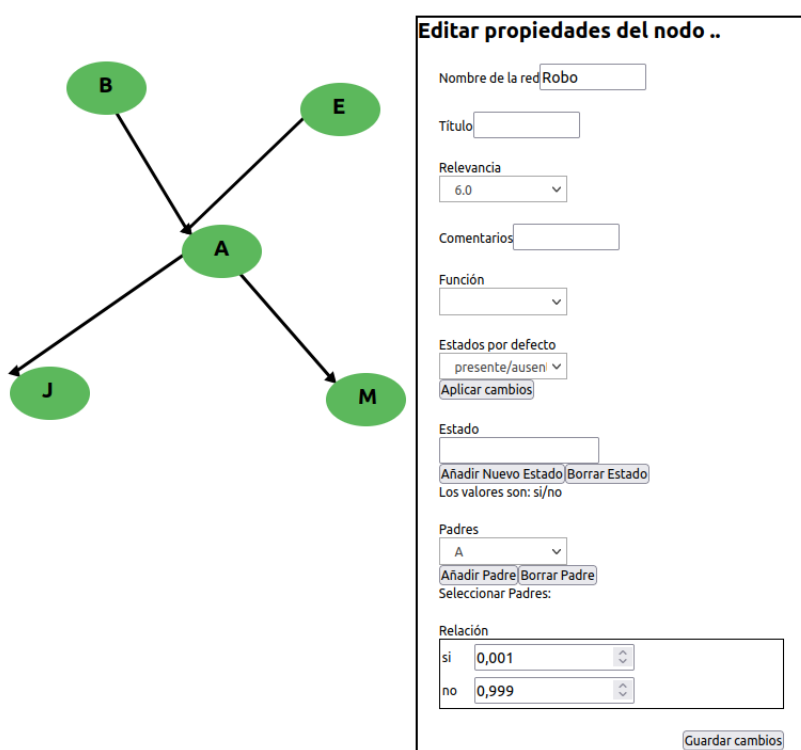 B
E
A
J
M
Editar propiedades del nodo ..
Nombre de la red Robo
Título
Relevancia
6.0
Comentarios
Función
Estados por defecto
presente/ausen
Aplicar cambios
Estado
Añadir Nuevo Estado Borrar Estado
Los valores son: si/no
Padres
A
Añadir Padre Borrar Padre
Seleccionar Padres:
Relación
si 0,001
no 0,999
Guardar cambios